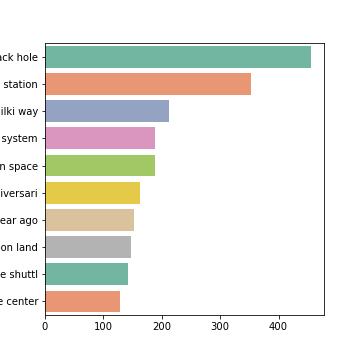 ack hole
station
ilki way
system
n space
iversari
ear ago
on land
e shuttl
e center
0 100 200 300 400